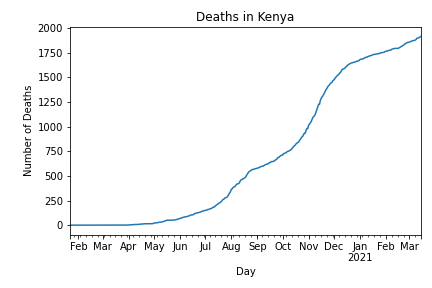 Deaths in Kenya
Number of Deaths
2000
1750
1500
1250
1000
750
500
250
0
Feb Mar Apr May Jun Jul Aug Sep Oct Nov Dec Jan Feb Mar
2021
Day